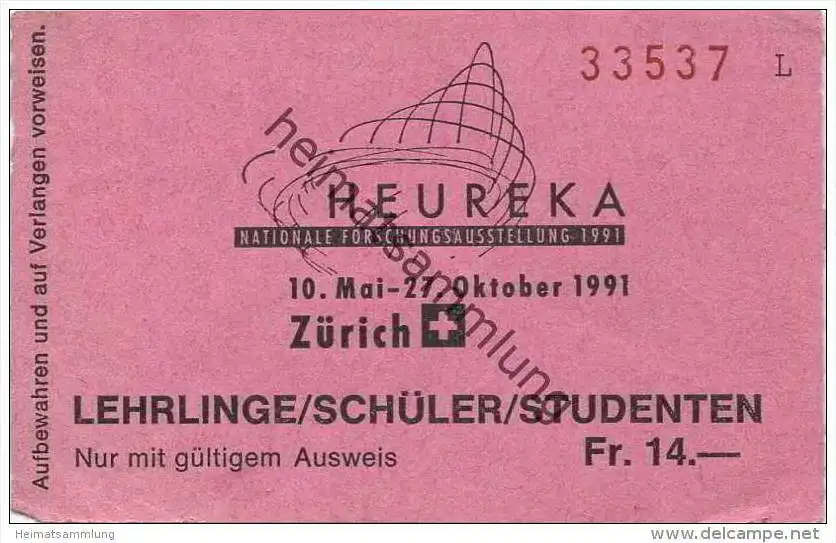 33537 L
HEUREKA
NATIONALE FORSCHUNGSAUSSTELLUNG 1991
10. Mai–27. Oktober 1991
Zürich
LEHRLINGE/SCHÜLER/STUDENTEN
Nur mit gültigem Ausweis Fr. 14.—
Aufbewahren und auf Verlangen vorweisen.
heimatsammlung
Heimatsammlung
delcampe.net